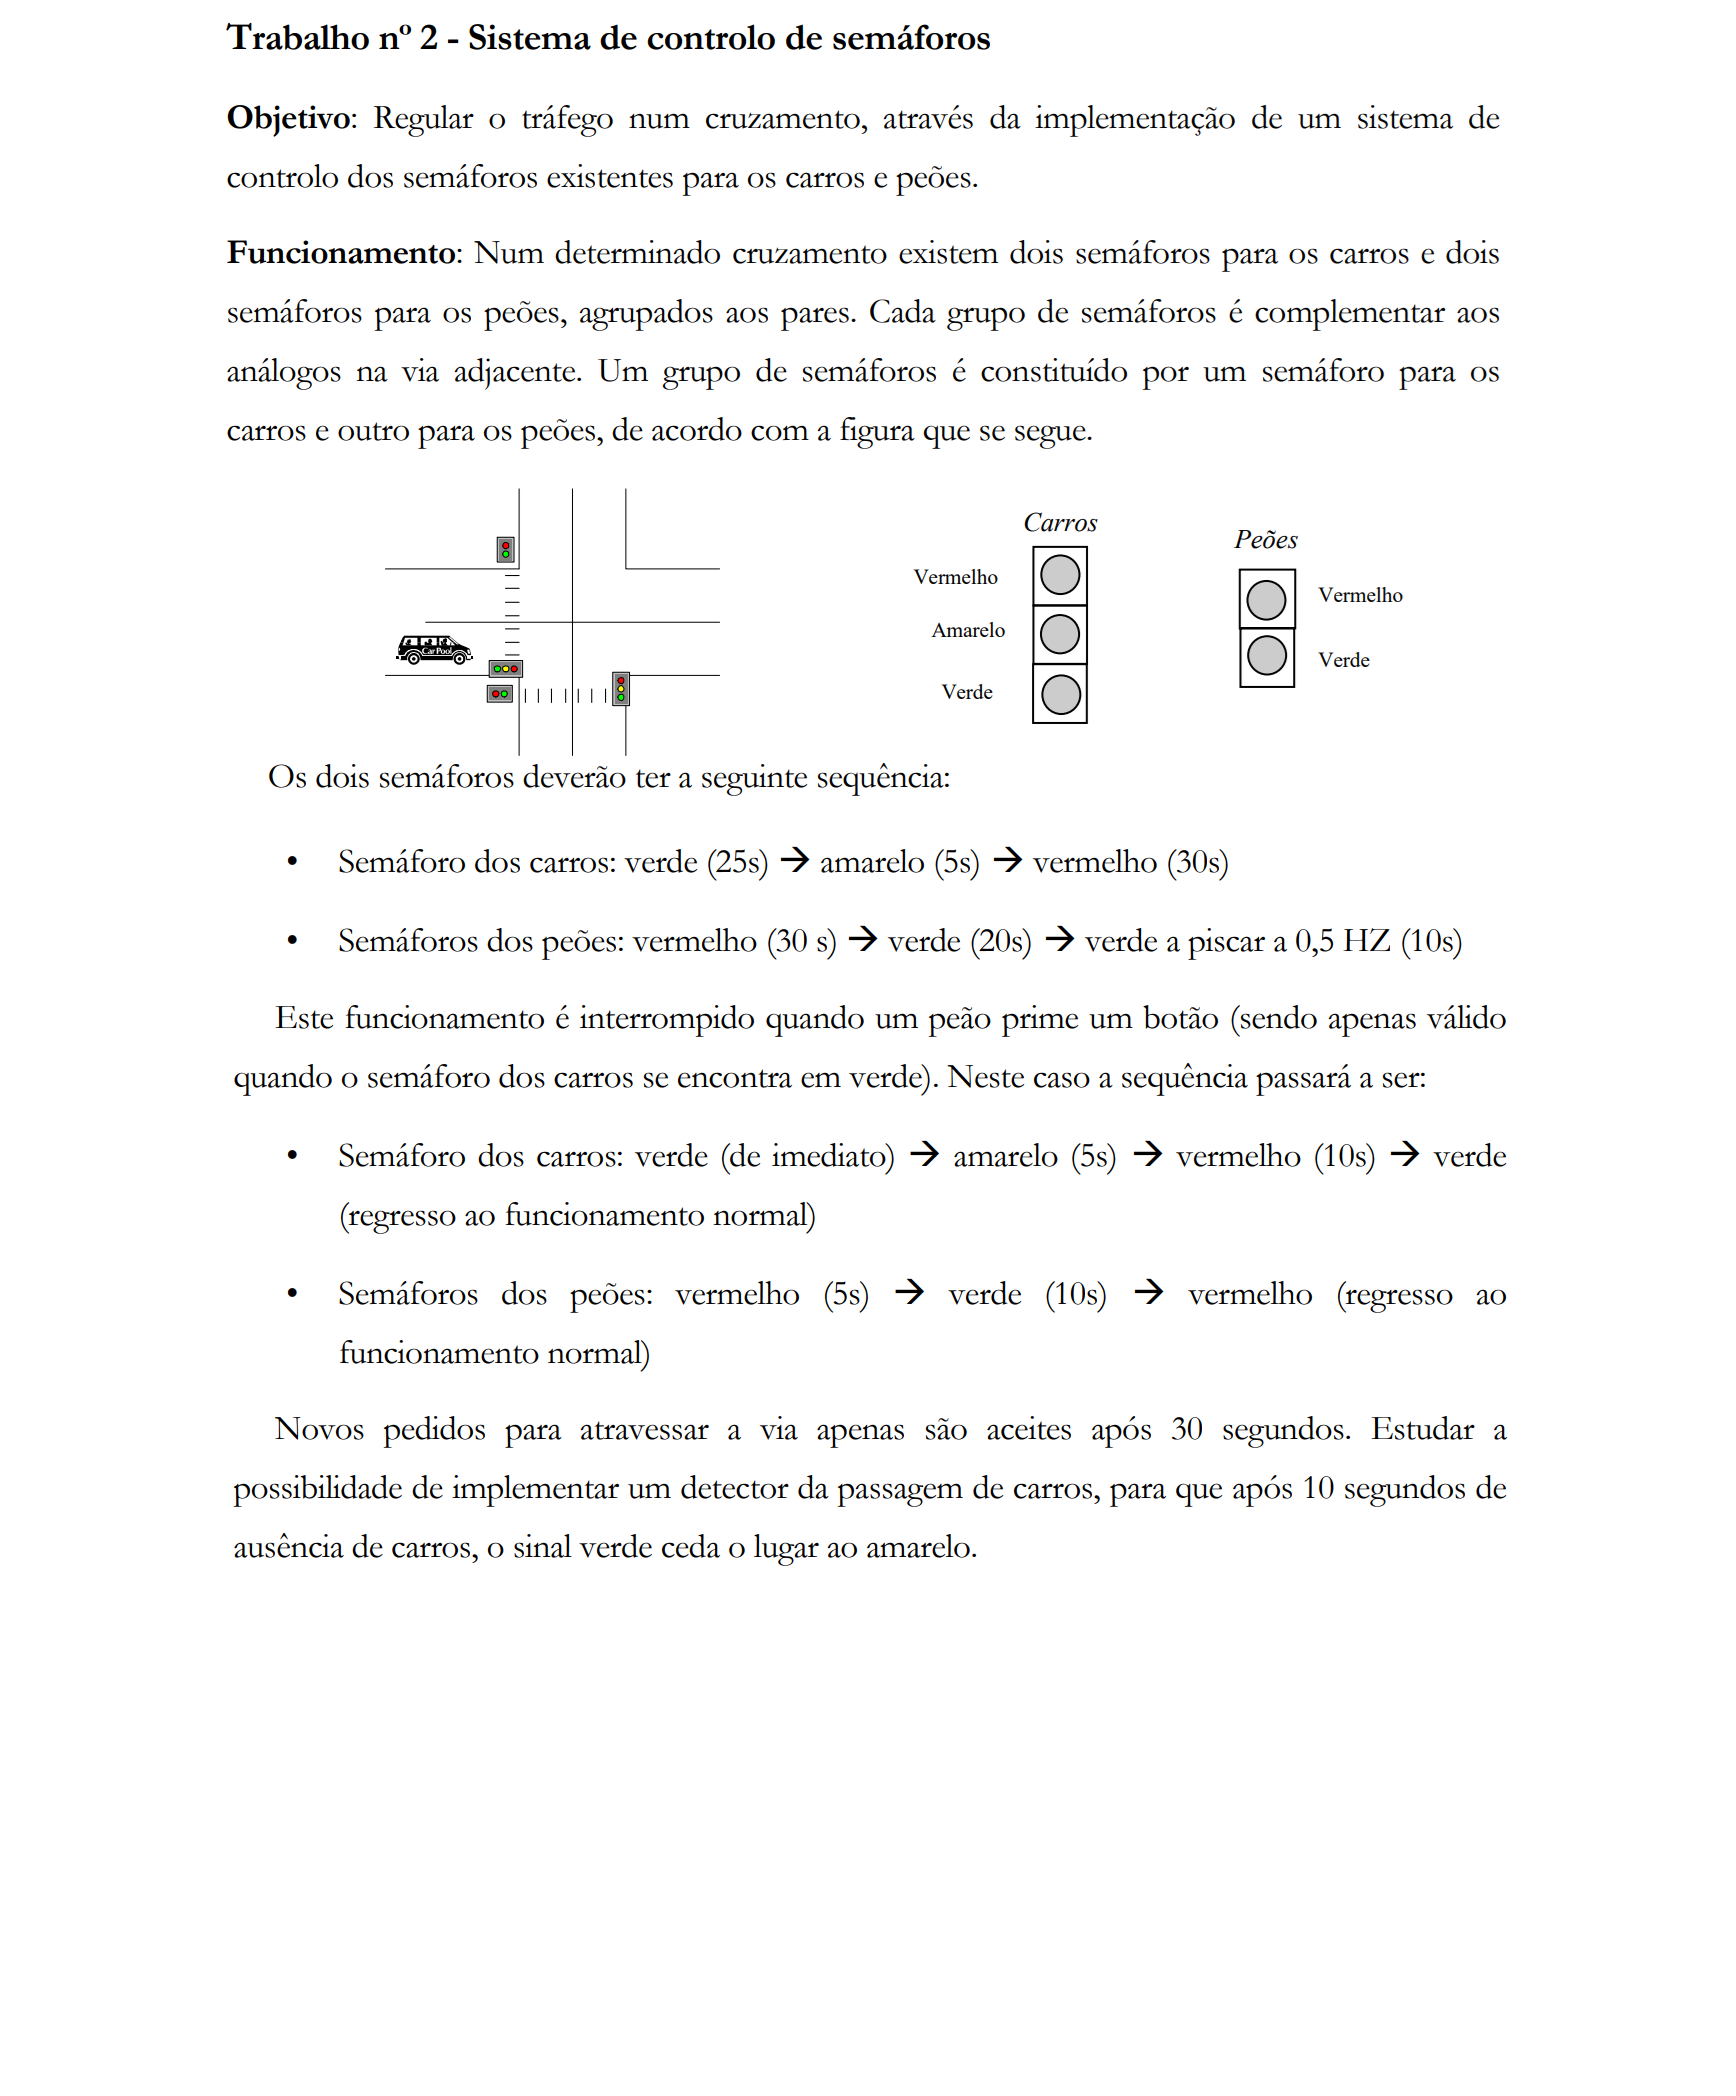 Trabalho nº 2 - Sistema de controlo de semáforos
Objetivo: Regular o tráfego num cruzamento, através da implementação de um sistema de
controlo dos semáforos existentes para os carros e peões.
Funcionamento: Num determinado cruzamento existem dois semáforos para os carros e dois
semáforos para os peões, agrupados aos pares. Cada grupo de semáforos é complementar aos
análogos na via adjacente. Um grupo de semáforos é constituído por um semáforo para os
carros e outro para os peões, de acordo com a figura que se segue.
Car Pool
Carros
Vermelho
Amarelo
Verde
Peões
Vermelho
Verde
Os dois semáforos deverão ter a seguinte sequência:
• Semáforo dos carros: verde (25s) → amarelo (5s) → vermelho (30s)
• Semáforos dos peões: vermelho (30 s) → verde (20s) → verde a piscar a 0,5 HZ (10s)
Este funcionamento é interrompido quando um peão prime um botão (sendo apenas válido
quando o semáforo dos carros se encontra em verde). Neste caso a sequência passará a ser:
• Semáforo dos carros: verde (de imediato) → amarelo (5s) → vermelho (10s) → verde
(regresso ao funcionamento normal)
• Semáforos dos peões: vermelho (5s) → verde (10s) → vermelho (regresso ao
funcionamento normal)
Novos pedidos para atravessar a via apenas são aceites após 30 segundos. Estudar a
possibilidade de implementar um detector da passagem de carros, para que após 10 segundos de
ausência de carros, o sinal verde ceda o lugar ao amarelo.